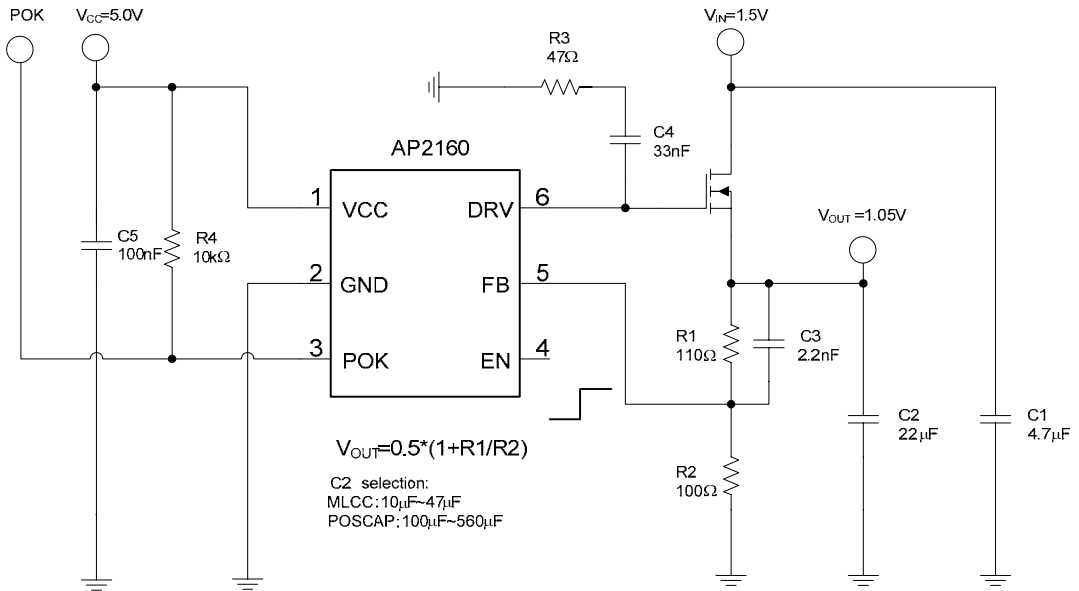 POK
VCC=5.0V
VIN=1.5V
R3
47Ω
C4
33nF
AP2160
1
VCC
DRV
6
VOUT =1.05V
C5
100nF
R4
10kΩ
2
GND
FB
5
R1
110Ω
C3
2.2nF
3
POK
EN
4
C2
22μF
C1
4.7μF
VOUT=0.5*(1+R1/R2)
R2
100Ω
C2 selection:
MLCC:10μF~47μF
POSCAP:100μF~560μF